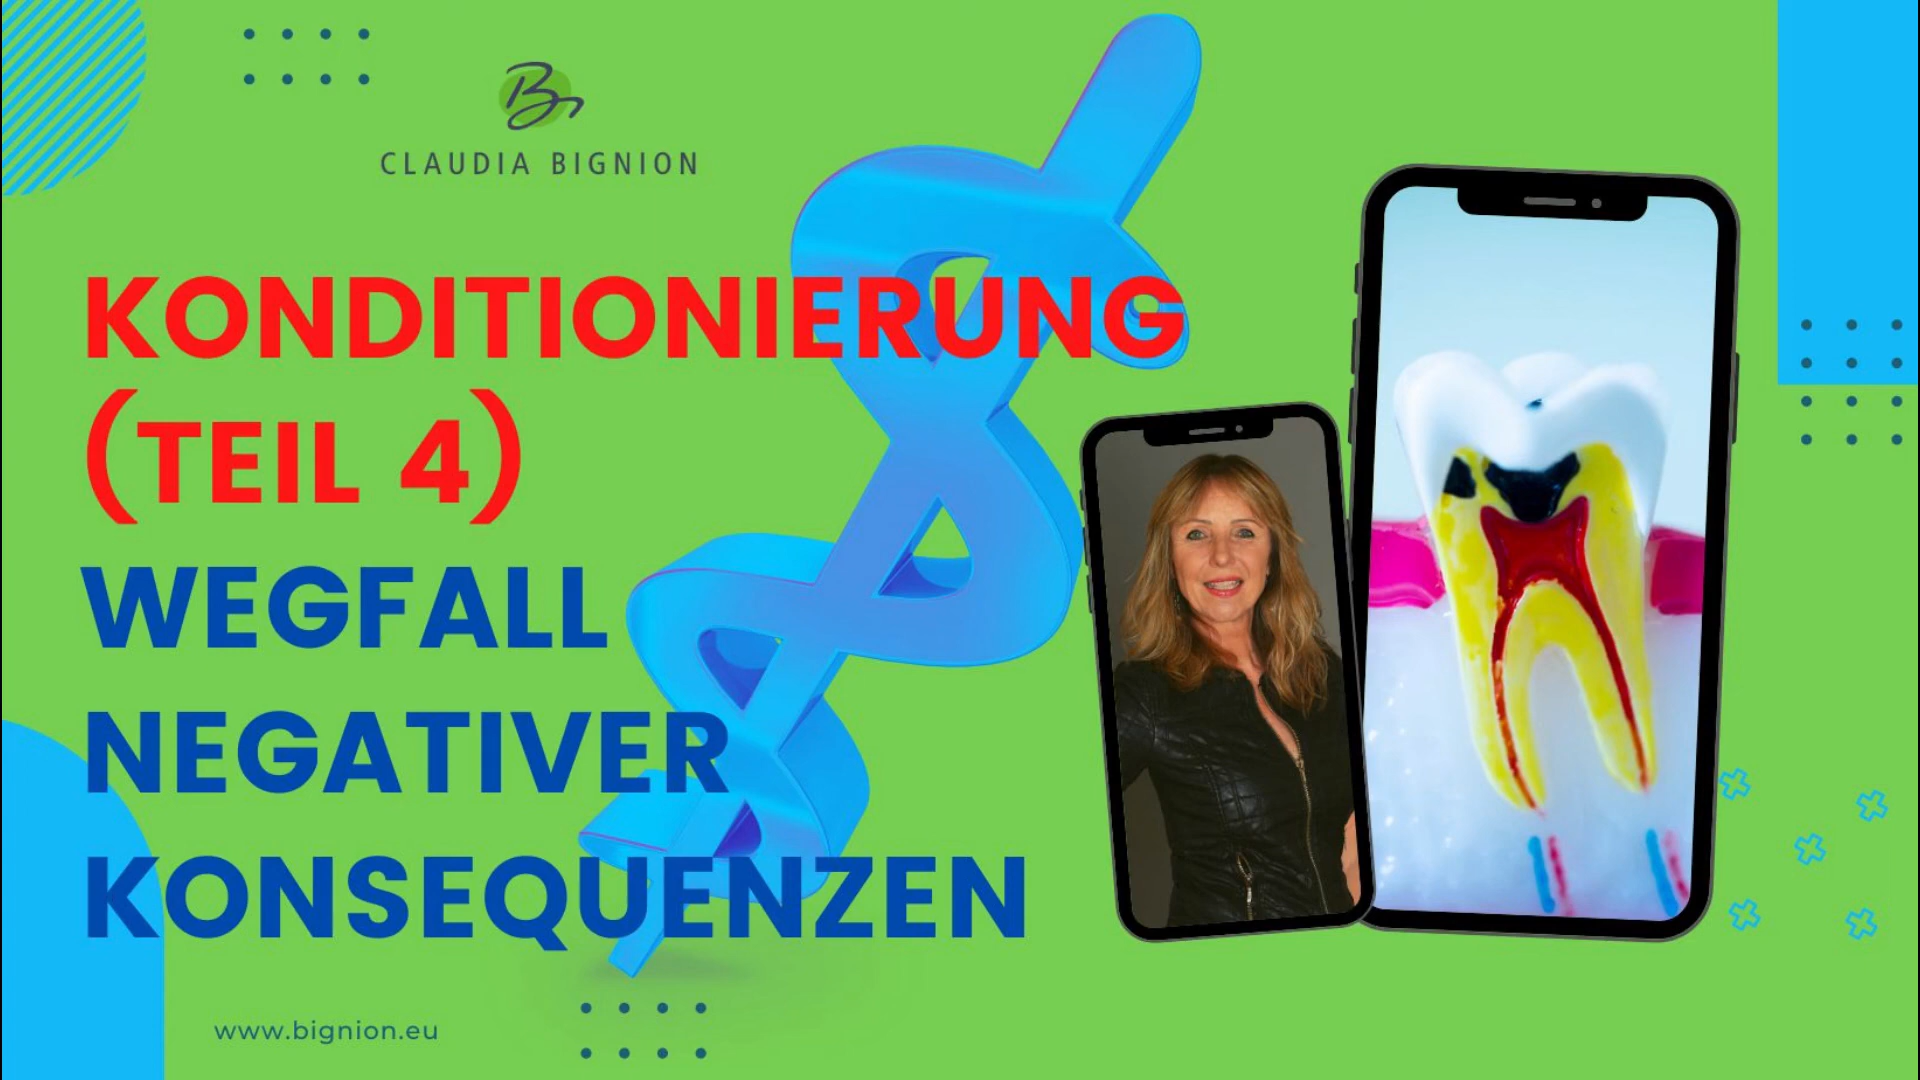 CLAUDIA BIGNION
KONDITIONIERUNG
(TEIL 4)
WEGFALL
NEGATIVER
KONSEQUENZEN
www.bignion.eu